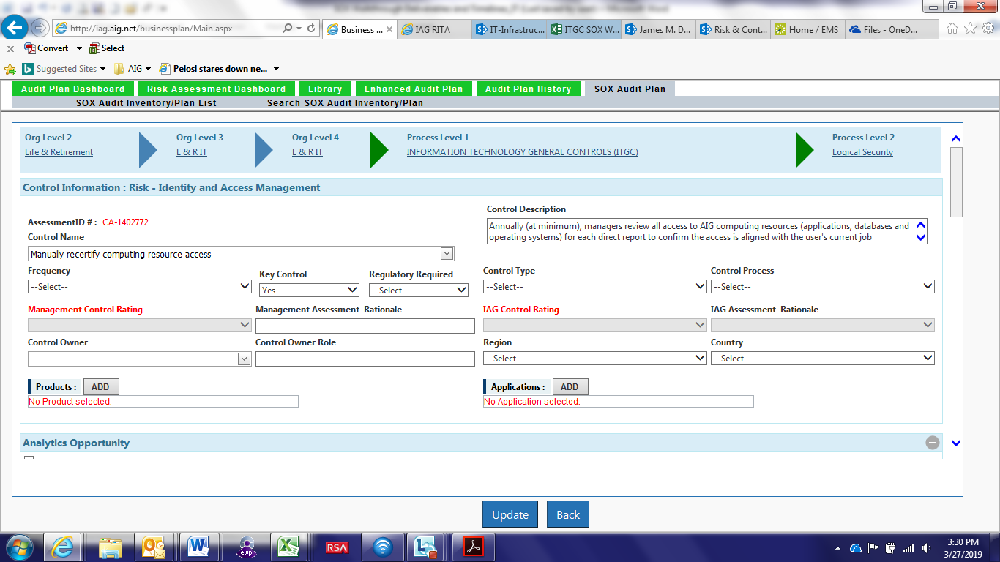 http://iag.aig.net/businessplan/Main.aspx
Business ...
IAG RITA
IT-Infrastruc...
ITGC SOX W...
James M. D...
Risk & Cont...
Home / EMS
Files - OneD...
x Convert Select
Suggested Sites AIG Pelosi stares down ne...
Audit Plan Dashboard Risk Assessment Dashboard Library Enhanced Audit Plan Audit Plan History SOX Audit Plan
SOX Audit Inventory/Plan List Search SOX Audit Inventory/Plan
Org Level 2 Org Level 3 Org Level 4 Process Level 1 Process Level 2
Life & Retirement L & R IT L & R IT INFORMATION TECHNOLOGY GENERAL CONTROLS (ITGC) Logical Security
Control Information : Risk - Identity and Access Management
AssessmentID # : CA-1402772
Control Name
Manually recertify computing resource access
Control Description
Annually (at minimum), managers review all access to AIG computing resources (applications, databases and
operating systems) for each direct report to confirm the access is aligned with the user's current job
Frequency Key Control Regulatory Required Control Type Control Process
--Select-- Yes --Select-- --Select-- --Select--
Management Control Rating Management Assessment–Rationale IAG Control Rating IAG Assessment–Rationale
Control Owner Control Owner Role Region Country
--Select-- --Select--
Products : ADD Applications : ADD
No Product selected. No Application selected.
Analytics Opportunity
Update Back
ewp
RSA
3:30 PM
3/27/2019